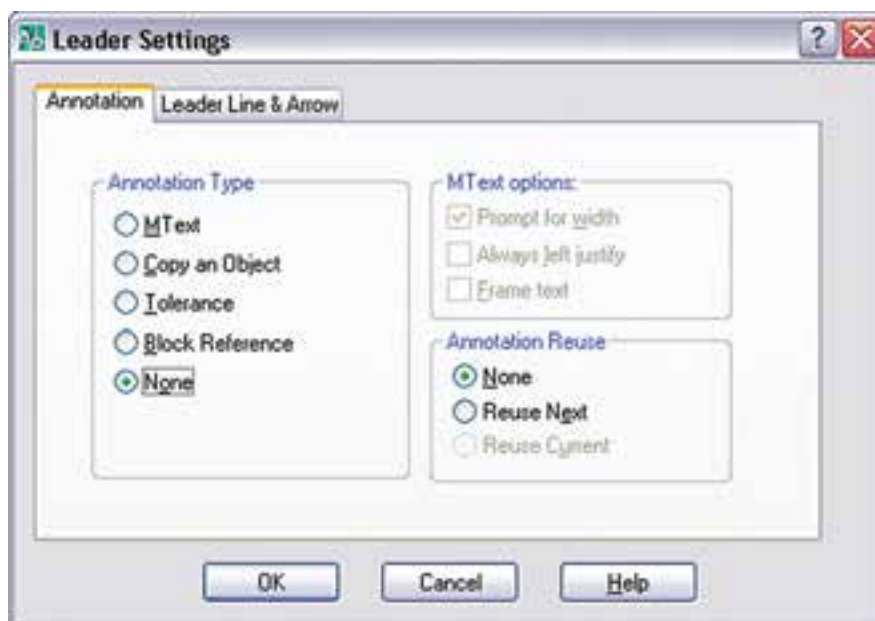 Leader Settings
Annotation
Leader Line & Arrow
Annotation Type
MText
Copy an Object
Tolerance
Block Reference
None
MText options:
Prompt for width
Always left justify
Frame text
Annotation Reuse
None
Reuse Next
Reuse Current
OK
Cancel
Help